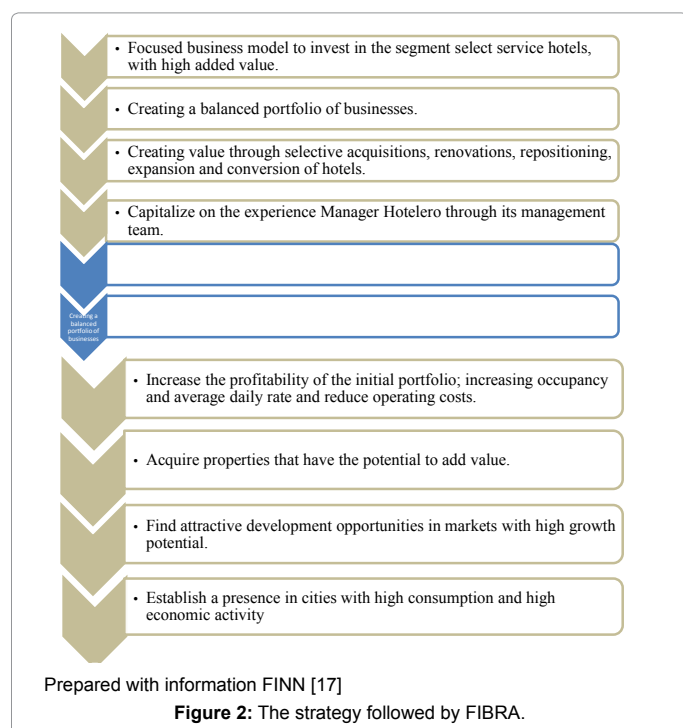 • Focused business model to invest in the segment select service hotels,
with high added value.
• Creating a balanced portfolio of businesses.
• Creating value through selective acquisitions, renovations, repositioning,
expansion and conversion of hotels.
• Capitalize on the experience Manager Hotelero through its management
team.
Creating a
balanced
portfolio of
businesses
• Increase the profitability of the initial portfolio; increasing occupancy
and average daily rate and reduce operating costs.
• Acquire properties that have the potential to add value.
• Find attractive development opportunities in markets with high growth
potential.
• Establish a presence in cities with high consumption and high
economic activity
Prepared with information FINN [17]
Figure 2: The strategy followed by FIBRA.